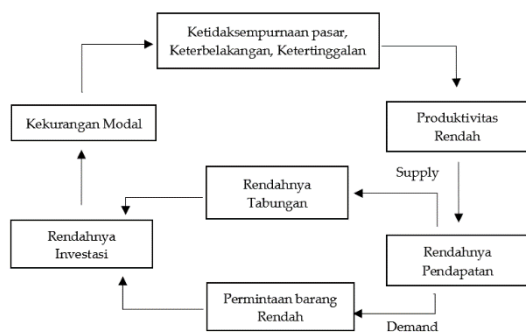 Ketidaksempurnaan pasar,
Keterbelakangan, Ketertinggalan
Kekurangan Modal
Produktivitas
Rendah
Supply
Rendahnya
Tabungan
Rendahnya
Investasi
Rendahnya
Pendapatan
Permintaan barang
Rendah
Demand